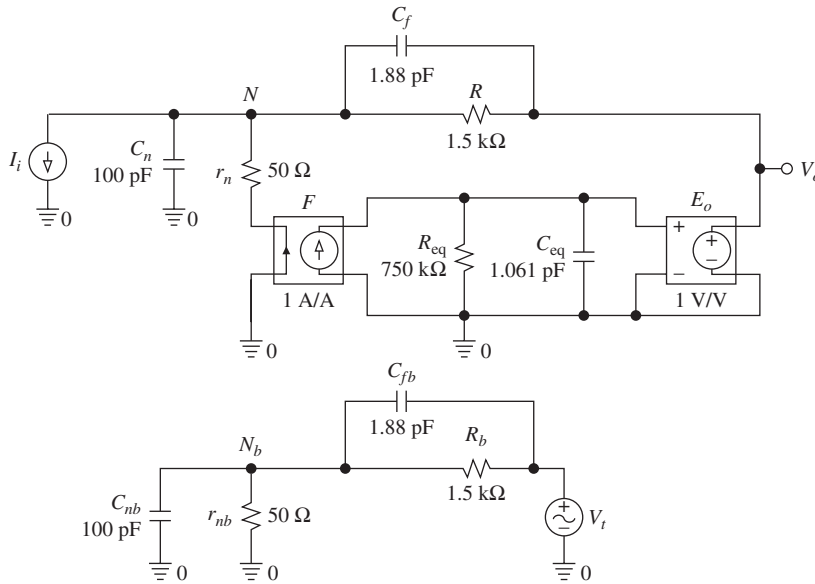 C_f
1.88 pF
N
R
1.5 kΩ
I_i
C_n
100 pF
r_n
50 Ω
F
E_o
V_o
0
0
R_eq
750 kΩ
C_eq
1.061 pF
+
−
+
−
1 A/A
1 V/V
0
0
C_fb
1.88 pF
N_b
R_b
1.5 kΩ
C_nb
100 pF
r_nb
50 Ω
+
−
V_t
0
0
0